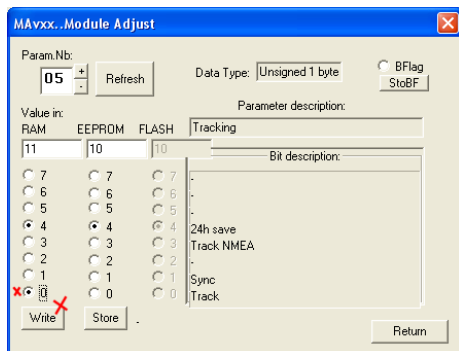 MAvxx..Module Adjust
Param.Nb:
05 + - Refresh
Data Type: Unsigned 1 byte
BFlag
StoBF
Value in:
RAM EEPROM FLASH
Parameter description:
Tracking
11 10 10
Bit description:
7 7 7 -
6 6 6 -
5 5 5 -
4 4 4 24h save
3 3 3 Track NMEA
2 2 2 -
1 1 1 Sync
0 0 0 Track
Write Store -
Return